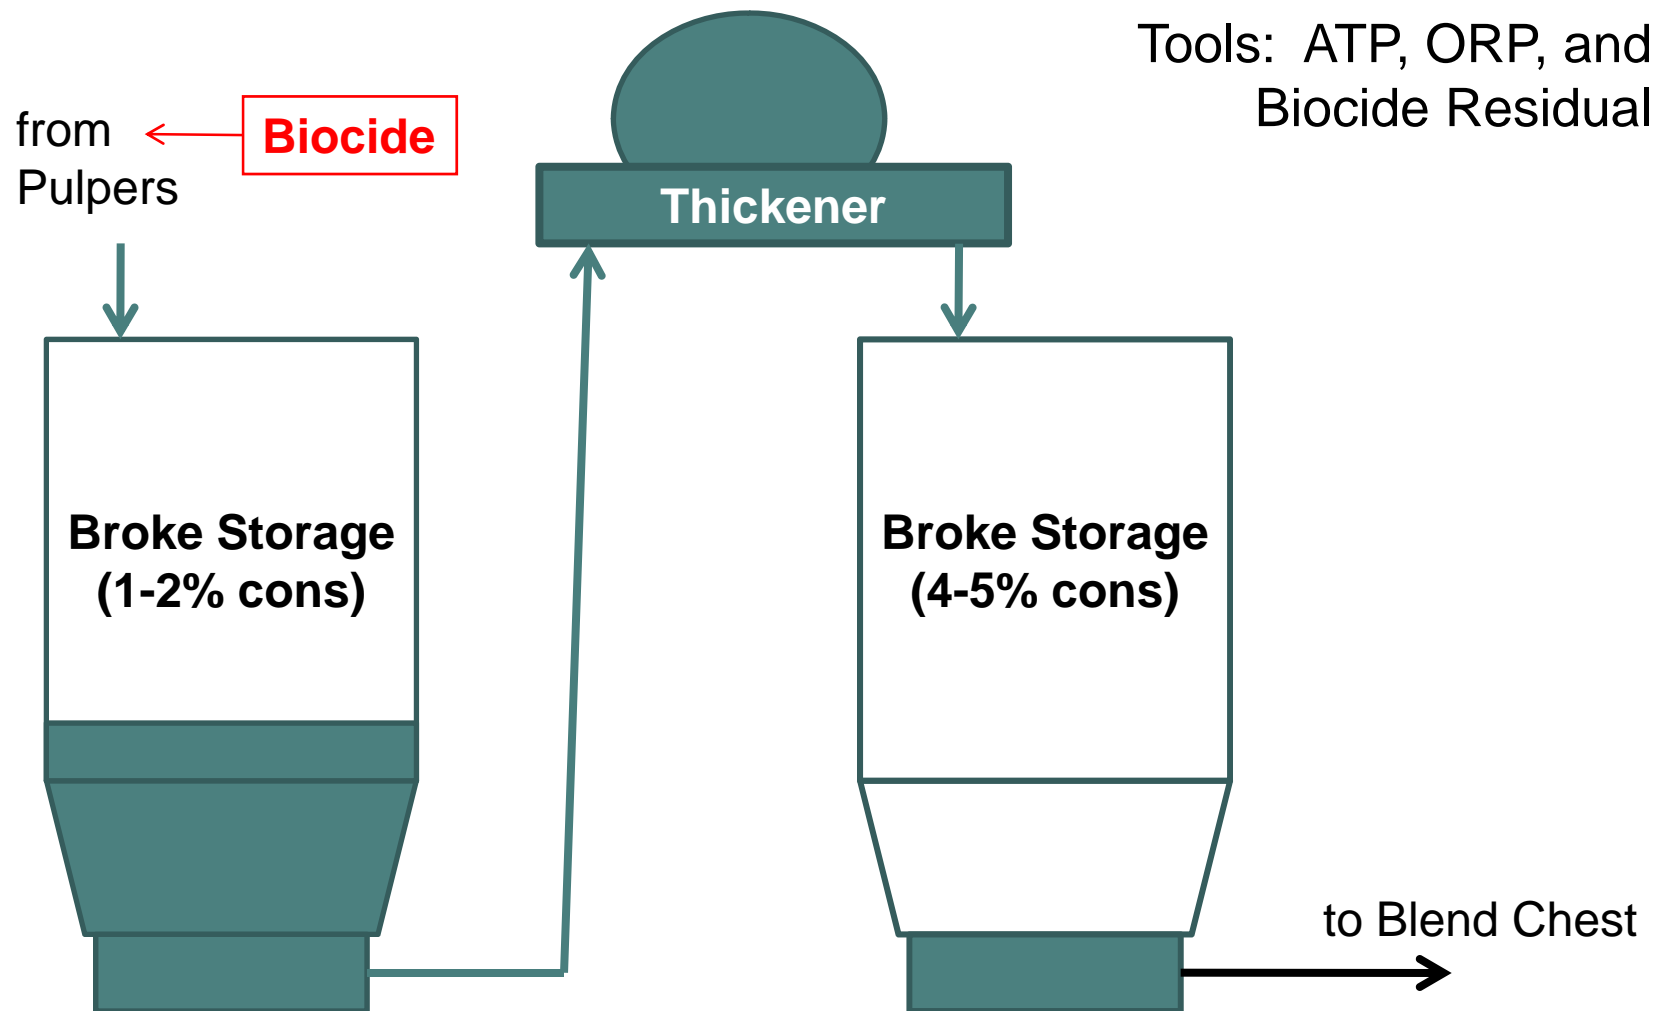 Tools: ATP, ORP, and
Biocide Residual
from
Pulpers
Biocide
Thickener
Broke Storage
(1-2% cons)
Broke Storage
(4-5% cons)
to Blend Chest